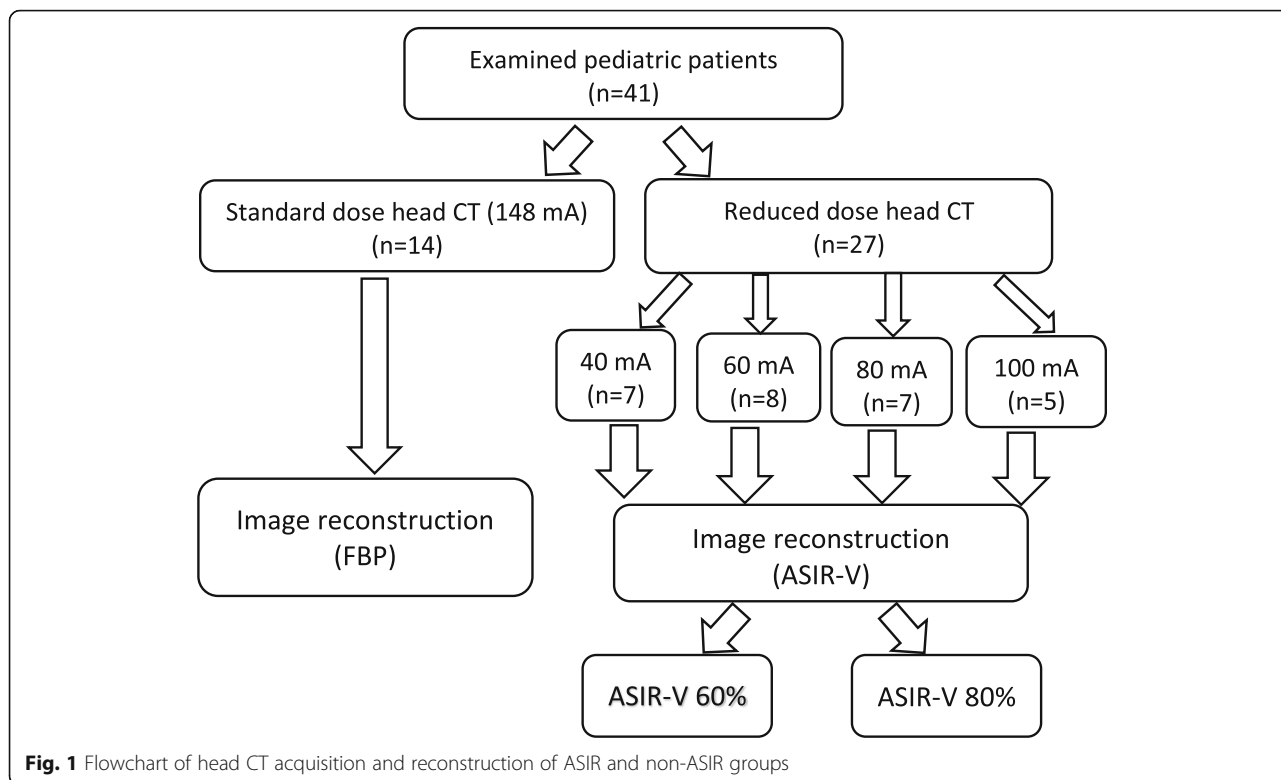 Examined pediatric patients
(n=41)
Standard dose head CT (148 mA)
(n=14)
Reduced dose head CT
(n=27)
40 mA
(n=7)
60 mA
(n=8)
80 mA
(n=7)
100 mA
(n=5)
Image reconstruction
(FBP)
Image reconstruction
(ASIR-V)
ASIR-V 60%
ASIR-V 80%
Fig. 1 Flowchart of head CT acquisition and reconstruction of ASIR and non-ASIR groups